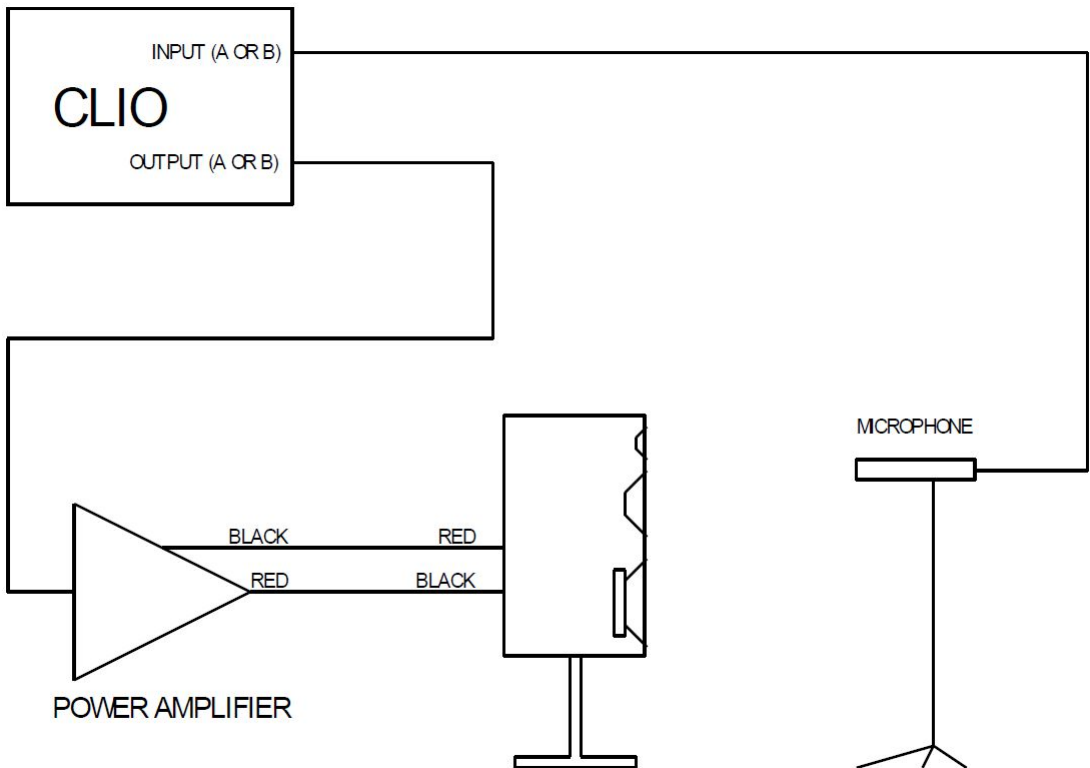 INPUT (A OR B)
CLIO
OUTPUT (A OR B)
MICROPHONE
BLACK RED
RED BLACK
POWER AMPLIFIER